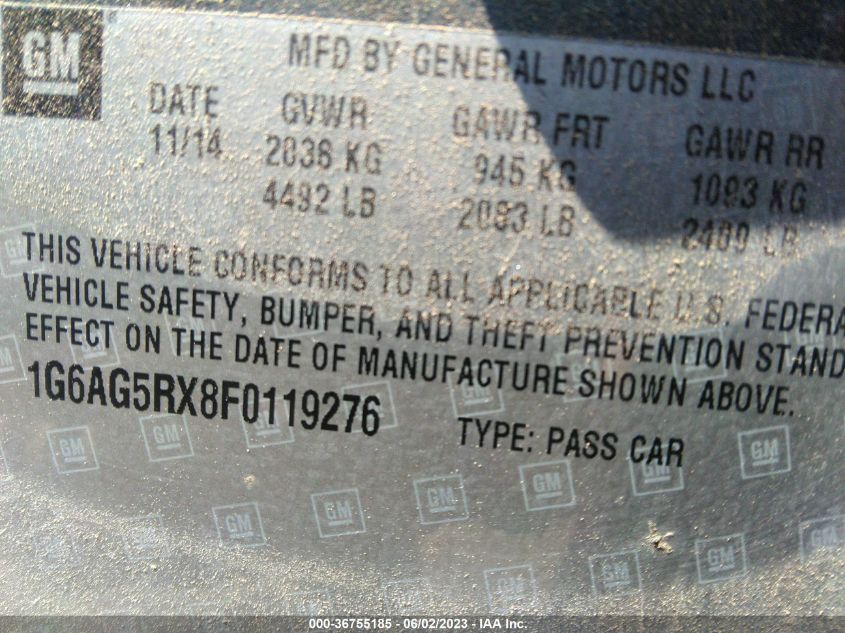 GM
MFD BY GENERAL MOTORS LLC
DATE GVWR GAWR FRT GAWR RR
11/14 2038 KG 945 KG 1093 KG
4492 LB 2083 LB 2409 LB
THIS VEHICLE CONFORMS TO ALL APPLICABLE U.S. FEDERA
VEHICLE SAFETY, BUMPER, AND THEFT PREVENTION STAND
EFFECT ON THE DATE OF MANUFACTURE SHOWN ABOVE.
1G6AG5RX8F0119276 TYPE: PASS CAR
000-36755185 - 06/02/2023 - IAA Inc.